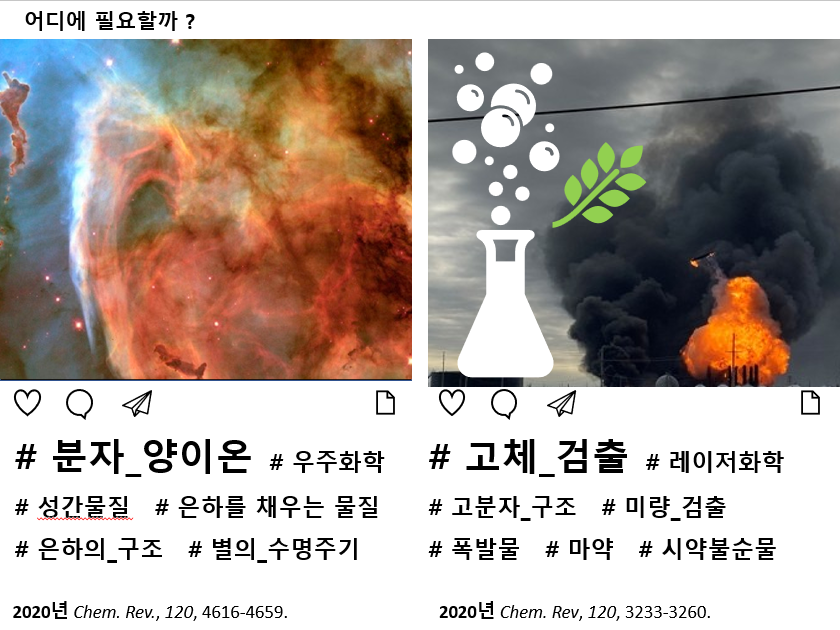 어디에 필요할까 ?
# 분자_양이온 # 우주화학
# 성간물질 # 은하를 채우는 물질
# 은하의_구조 # 별의_수명주기
2020년 Chem. Rev., 120, 4616-4659.
# 고체_검출 # 레이저화학
# 고분자_구조 # 미량_검출
# 폭발물 # 마약 # 시약불순물
2020년 Chem. Rev, 120, 3233-3260.